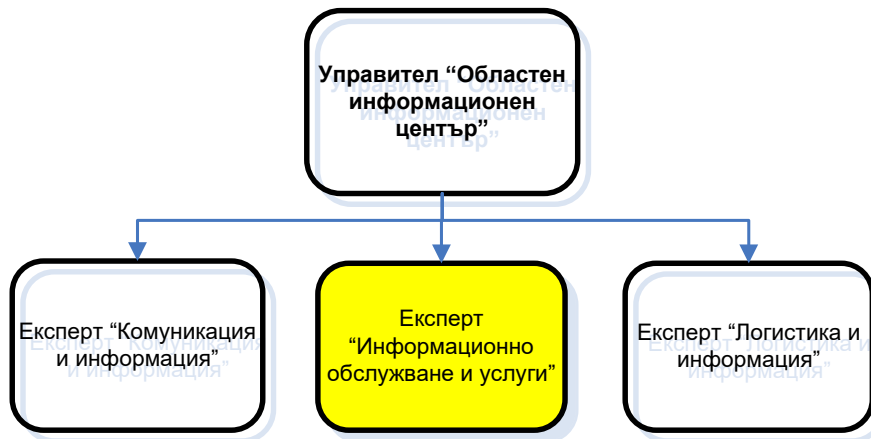 Управител “Областен
информационен
център”
Експерт “Комуникация
и информация”
Експерт
“Информационно
обслужване и услуги”
Експерт “Логистика и
информация”